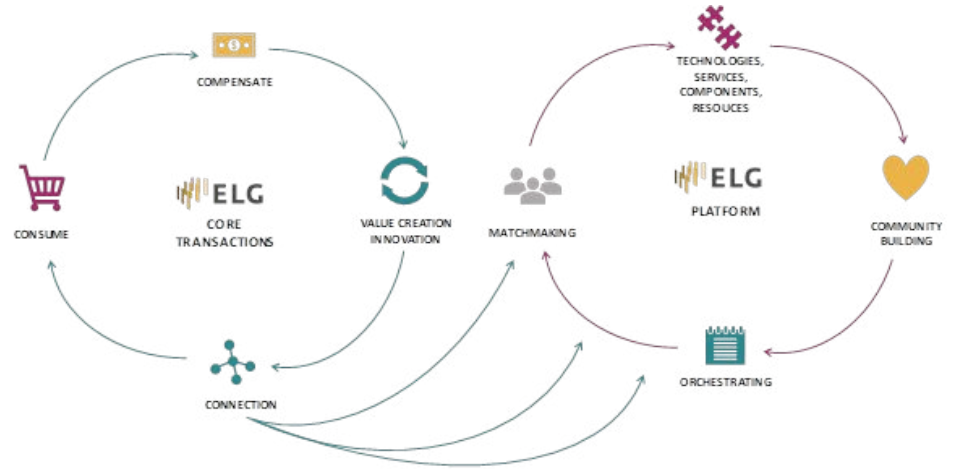 COMPENSATE
TECHNOLOGIES,
SERVICES,
COMPONENTS,
RESOUCES
ELG
CORE
TRANSACTIONS
ELG
PLATFORM
CONSUME
VALUE CREATION
INNOVATION
MATCHMAKING
COMMUNITY
BUILDING
CONNECTION
ORCHESTRATING